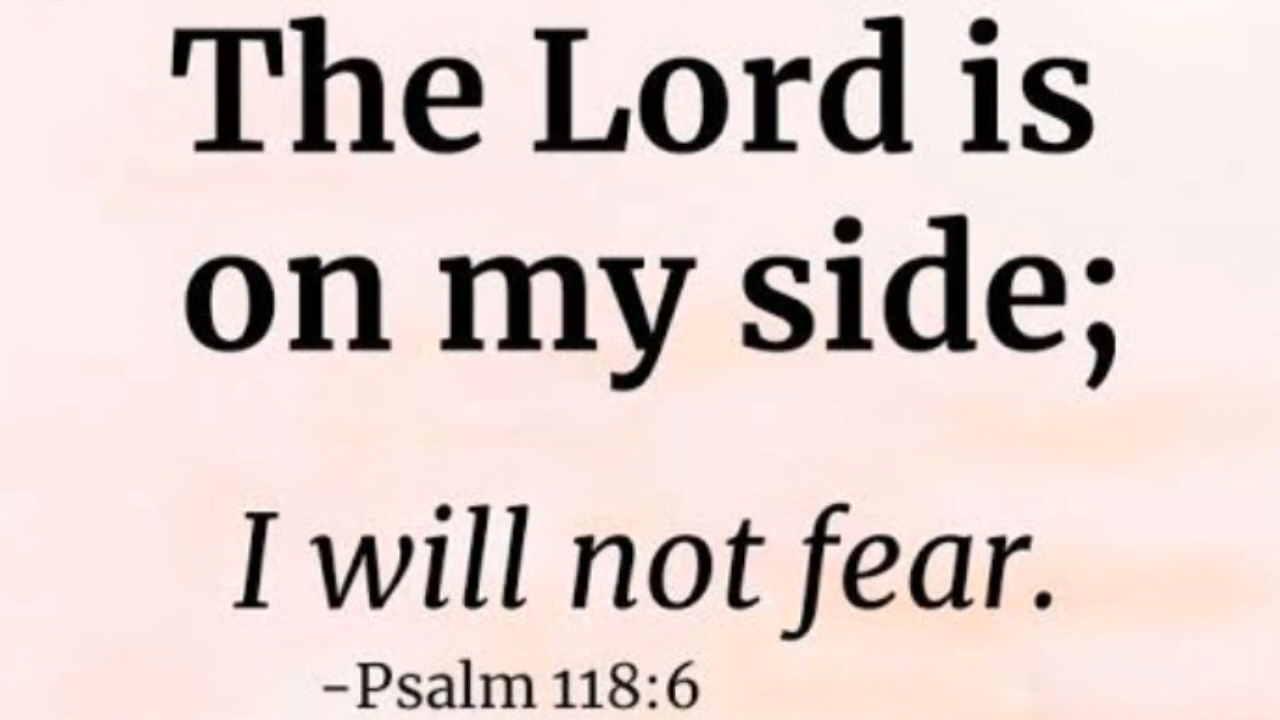 The Lord is
on my side;
I will not fear.
-Psalm 118:6